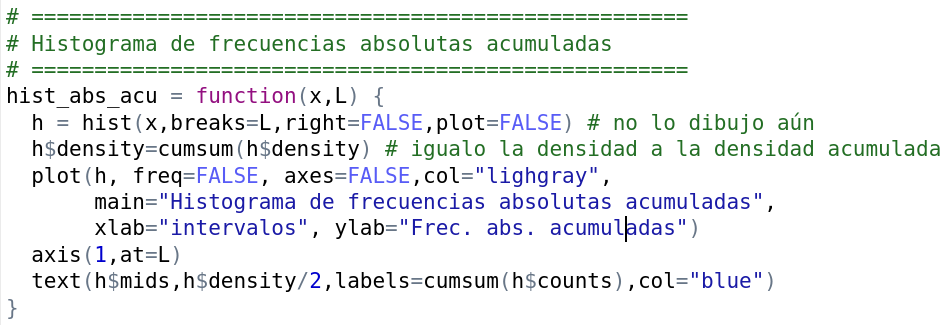 # ====================================================
# Histograma de frecuencias absolutas acumuladas
# ====================================================
hist_abs_acu = function(x,L) {
  h = hist(x,breaks=L,right=FALSE,plot=FALSE) # no lo dibujo aún
  h$density=cumsum(h$density) # igualo la densidad a la densidad acumulada
  plot(h, freq=FALSE, axes=FALSE,col="lighgray",
       main="Histograma de frecuencias absolutas acumuladas",
       xlab="intervalos", ylab="Frec. abs. acumuladas")
  axis(1,at=L)
  text(h$mids,h$density/2,labels=cumsum(h$counts),col="blue")
}